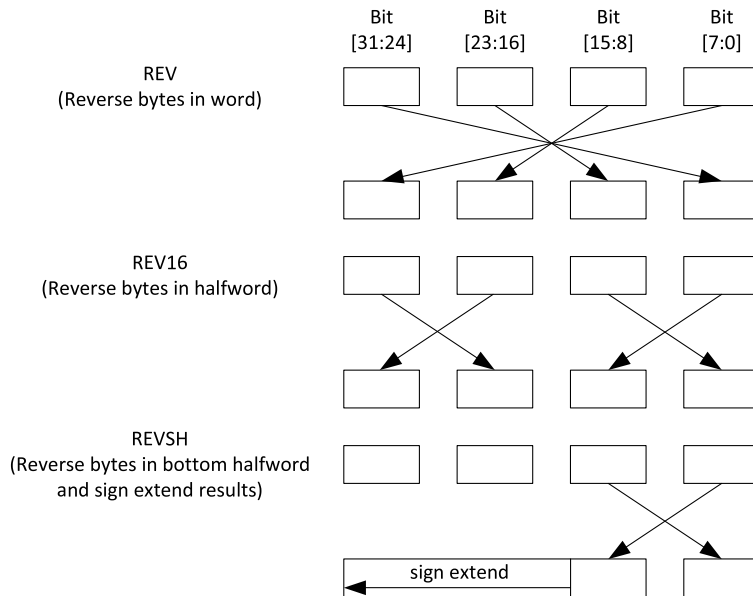 Bit Bit Bit Bit
[31:24] [23:16] [15:8] [7:0]
REV
(Reverse bytes in word)
REV16
(Reverse bytes in halfword)
REVSH
(Reverse bytes in bottom halfword
and sign extend results)
sign extend